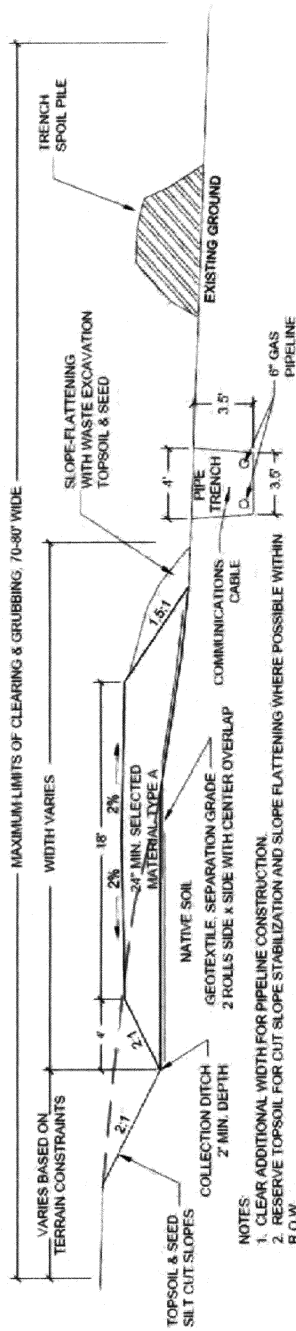 MAXIMUM LIMITS OF CLEARING & GRUBBING, 70-80' WIDE
VARIES BASED ON
TERRAIN CONSTRAINTS
WIDTH VARIES
TRENCH
SPOIL PILE
SLOPE-FLATTENING
WITH WASTE EXCAVATION
TOPSOIL & SEED
4'
18'
2%
2%
24" MIN. SELECTED
MATERIAL TYPE A
1.5:1
2:1
2:1
4'
PIPE
TRENCH
3.5'
EXISTING GROUND
NATIVE SOIL
TOPSOIL & SEED
SILT CUT SLOPES
COLLECTION DITCH
2' MIN. DEPTH
GEOTEXTILE, SEPARATION GRADE
2 ROLLS SIDE x SIDE WITH CENTER OVERLAP
COMMUNICATIONS
CABLE
3.5'
6" GAS
PIPELINE
NOTES
1. CLEAR ADDITIONAL WIDTH FOR PIPELINE CONSTRUCTION.
2. RESERVE TOPSOIL FOR CUT SLOPE STABILIZATION AND SLOPE FLATTENING WHERE POSSIBLE WITHIN
R.O.W.